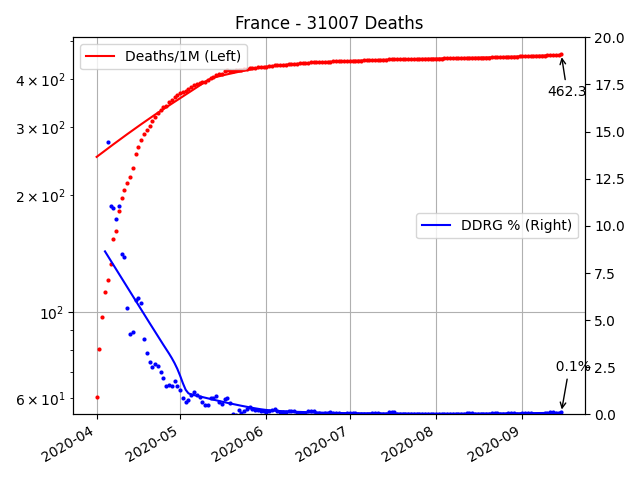 France - 31007 Deaths
Deaths/1M (Left)
DDRG % (Right)
462.3
0.1%
4 × 10²
3 × 10²
2 × 10²
10²
6 × 10¹
20.0
17.5
15.0
12.5
10.0
7.5
5.0
2.5
0.0
2020-04
2020-05
2020-06
2020-07
2020-08
2020-09